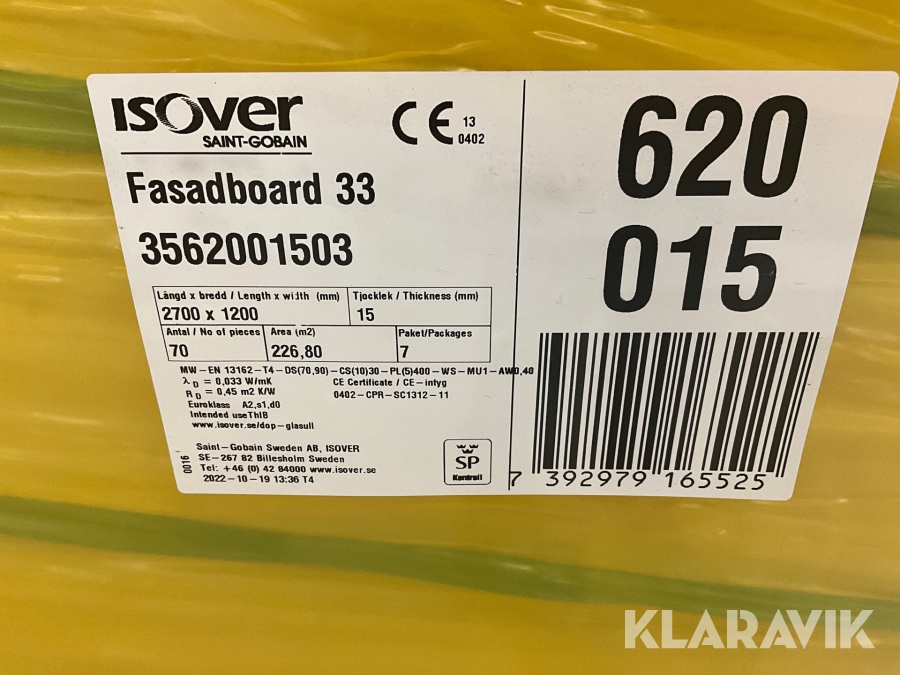 ISOVER
SAINT-GOBAIN
CE 13
0402
Fasadboard 33
3562001503
Längd x bredd / Length x width (mm)
2700 x 1200
Tjocklek / Thickness (mm)
15
Antal / No of pieces
70
Area (m2)
226,80
Paket/Packages
7
MW-EN 13162-T4-DS(70,90)-CS(10)30-PL(5)400-WS-MU1-AW0,40
λD = 0,033 W/mK
RD = 0,45 m2 K/W
Euroklass A2,s1,d0
Intended useThIB
www.isover.se/dop-glasull
CE Certificate / CE-intyg
0402-CPR-SC1312-11
0016
Saint-Gobain Sweden AB, ISOVER
SE-267 82 Billesholm Sweden
Tel: +46 (0) 42 84000 www.isover.se
2022-10-19 13:36 T4
SP
Kontroll
620
015
7 392979 165525
KLARAVIK